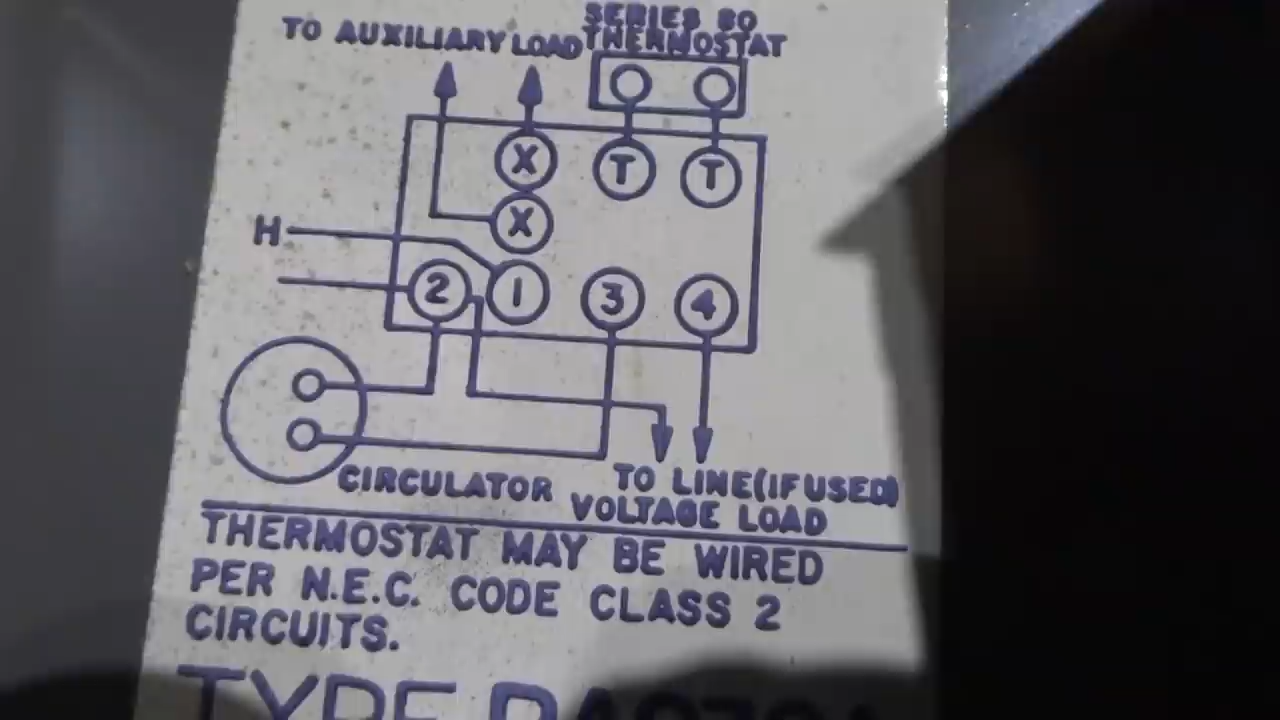 SERIES 80
TO AUXILIARY LOAD THERMOSTAT
X T T
X
H
2 1 3 4
CIRCULATOR
TO LINE(IF USED)
VOLTAGE LOAD
THERMOSTAT MAY BE WIRED
PER N.E.C. CODE CLASS 2
CIRCUITS.
TYPE